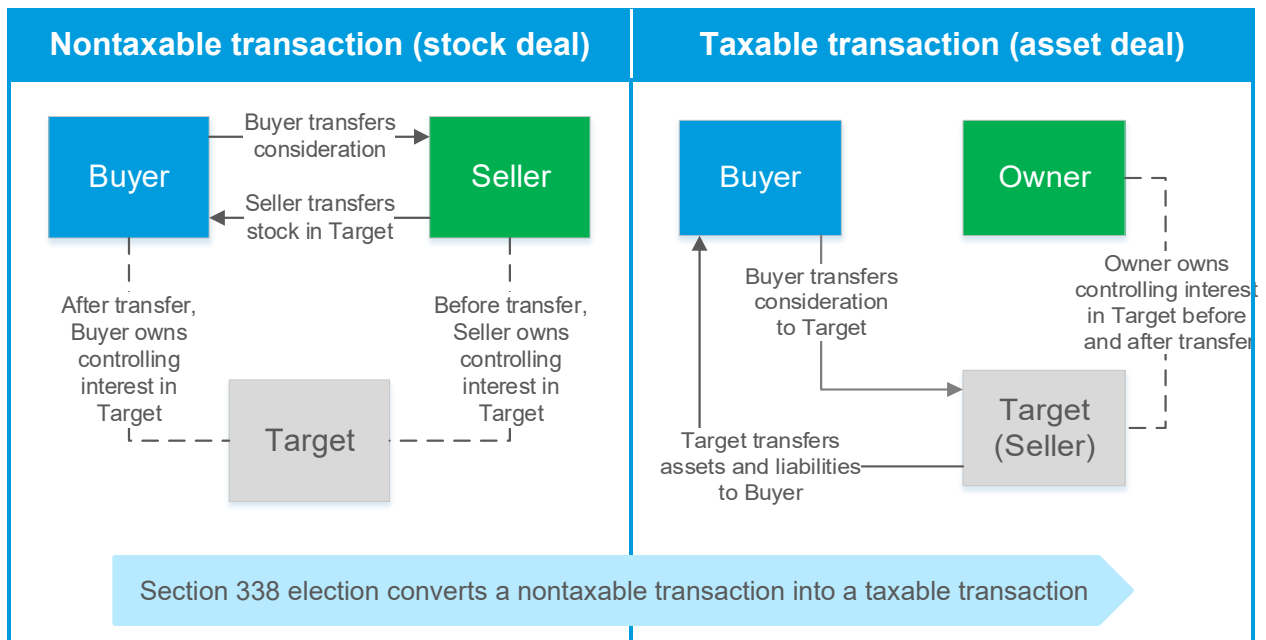 Nontaxable transaction (stock deal)
Taxable transaction (asset deal)
Buyer
Buyer transfers
consideration
Seller transfers
stock in Target
Seller
After transfer,
Buyer owns
controlling
interest in
Target
Before transfer,
Seller owns
controlling
interest in
Target
Target
Buyer
Owner
Buyer transfers
consideration
to Target
Owner owns
controlling interest
in Target before
and after transfer
Target transfers
assets and liabilities
to Buyer
Target
(Seller)
Section 338 election converts a nontaxable transaction into a taxable transaction